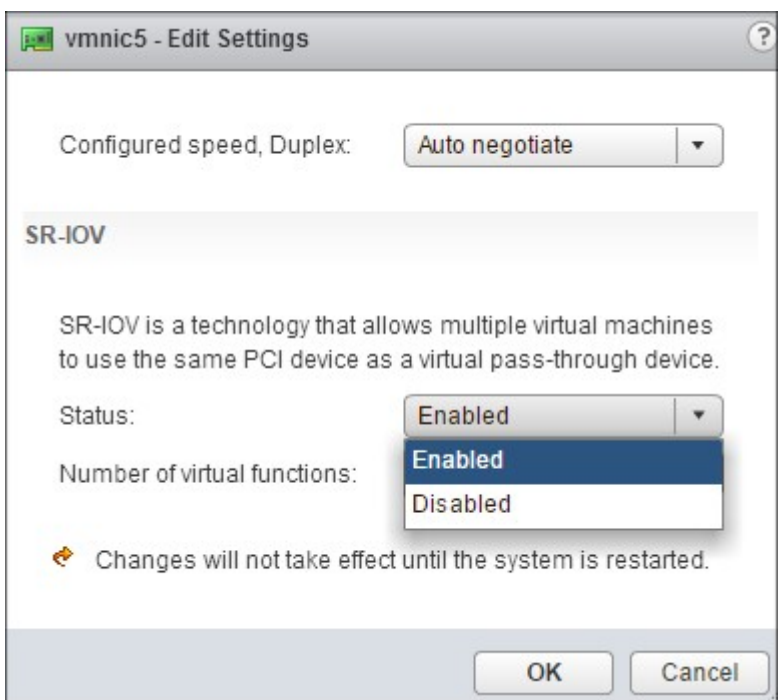 vmnic5 - Edit Settings
?
Configured speed, Duplex: Auto negotiate
SR-IOV
SR-IOV is a technology that allows multiple virtual machines
to use the same PCI device as a virtual pass-through device.
Status: Enabled
Enabled
Number of virtual functions:
Disabled
Changes will not take effect until the system is restarted.
OK Cancel